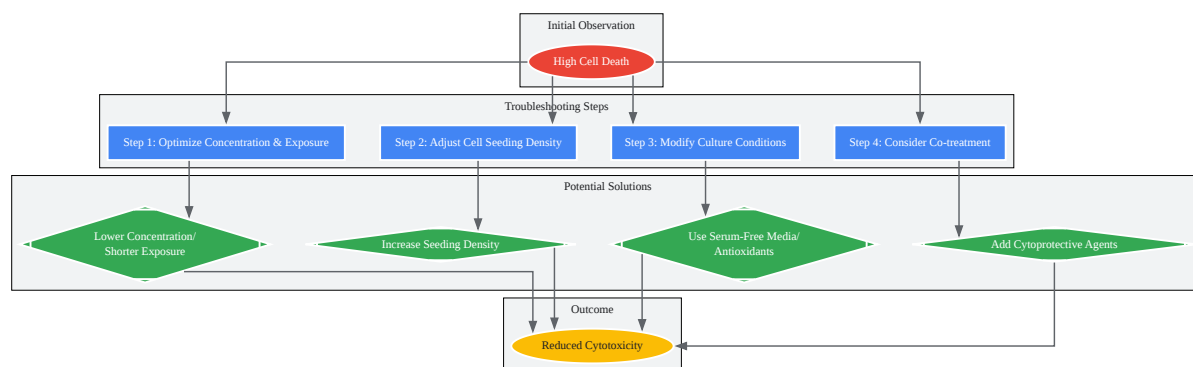 Initial Observation
High Cell Death
Troubleshooting Steps
Step 1: Optimize Concentration & Exposure
Step 2: Adjust Cell Seeding Density
Step 3: Modify Culture Conditions
Step 4: Consider Co-treatment
Potential Solutions
Lower Concentration/
Shorter Exposure
Increase Seeding Density
Use Serum-Free Media/
Antioxidants
Add Cytoprotective Agents
Outcome
Reduced Cytotoxicity